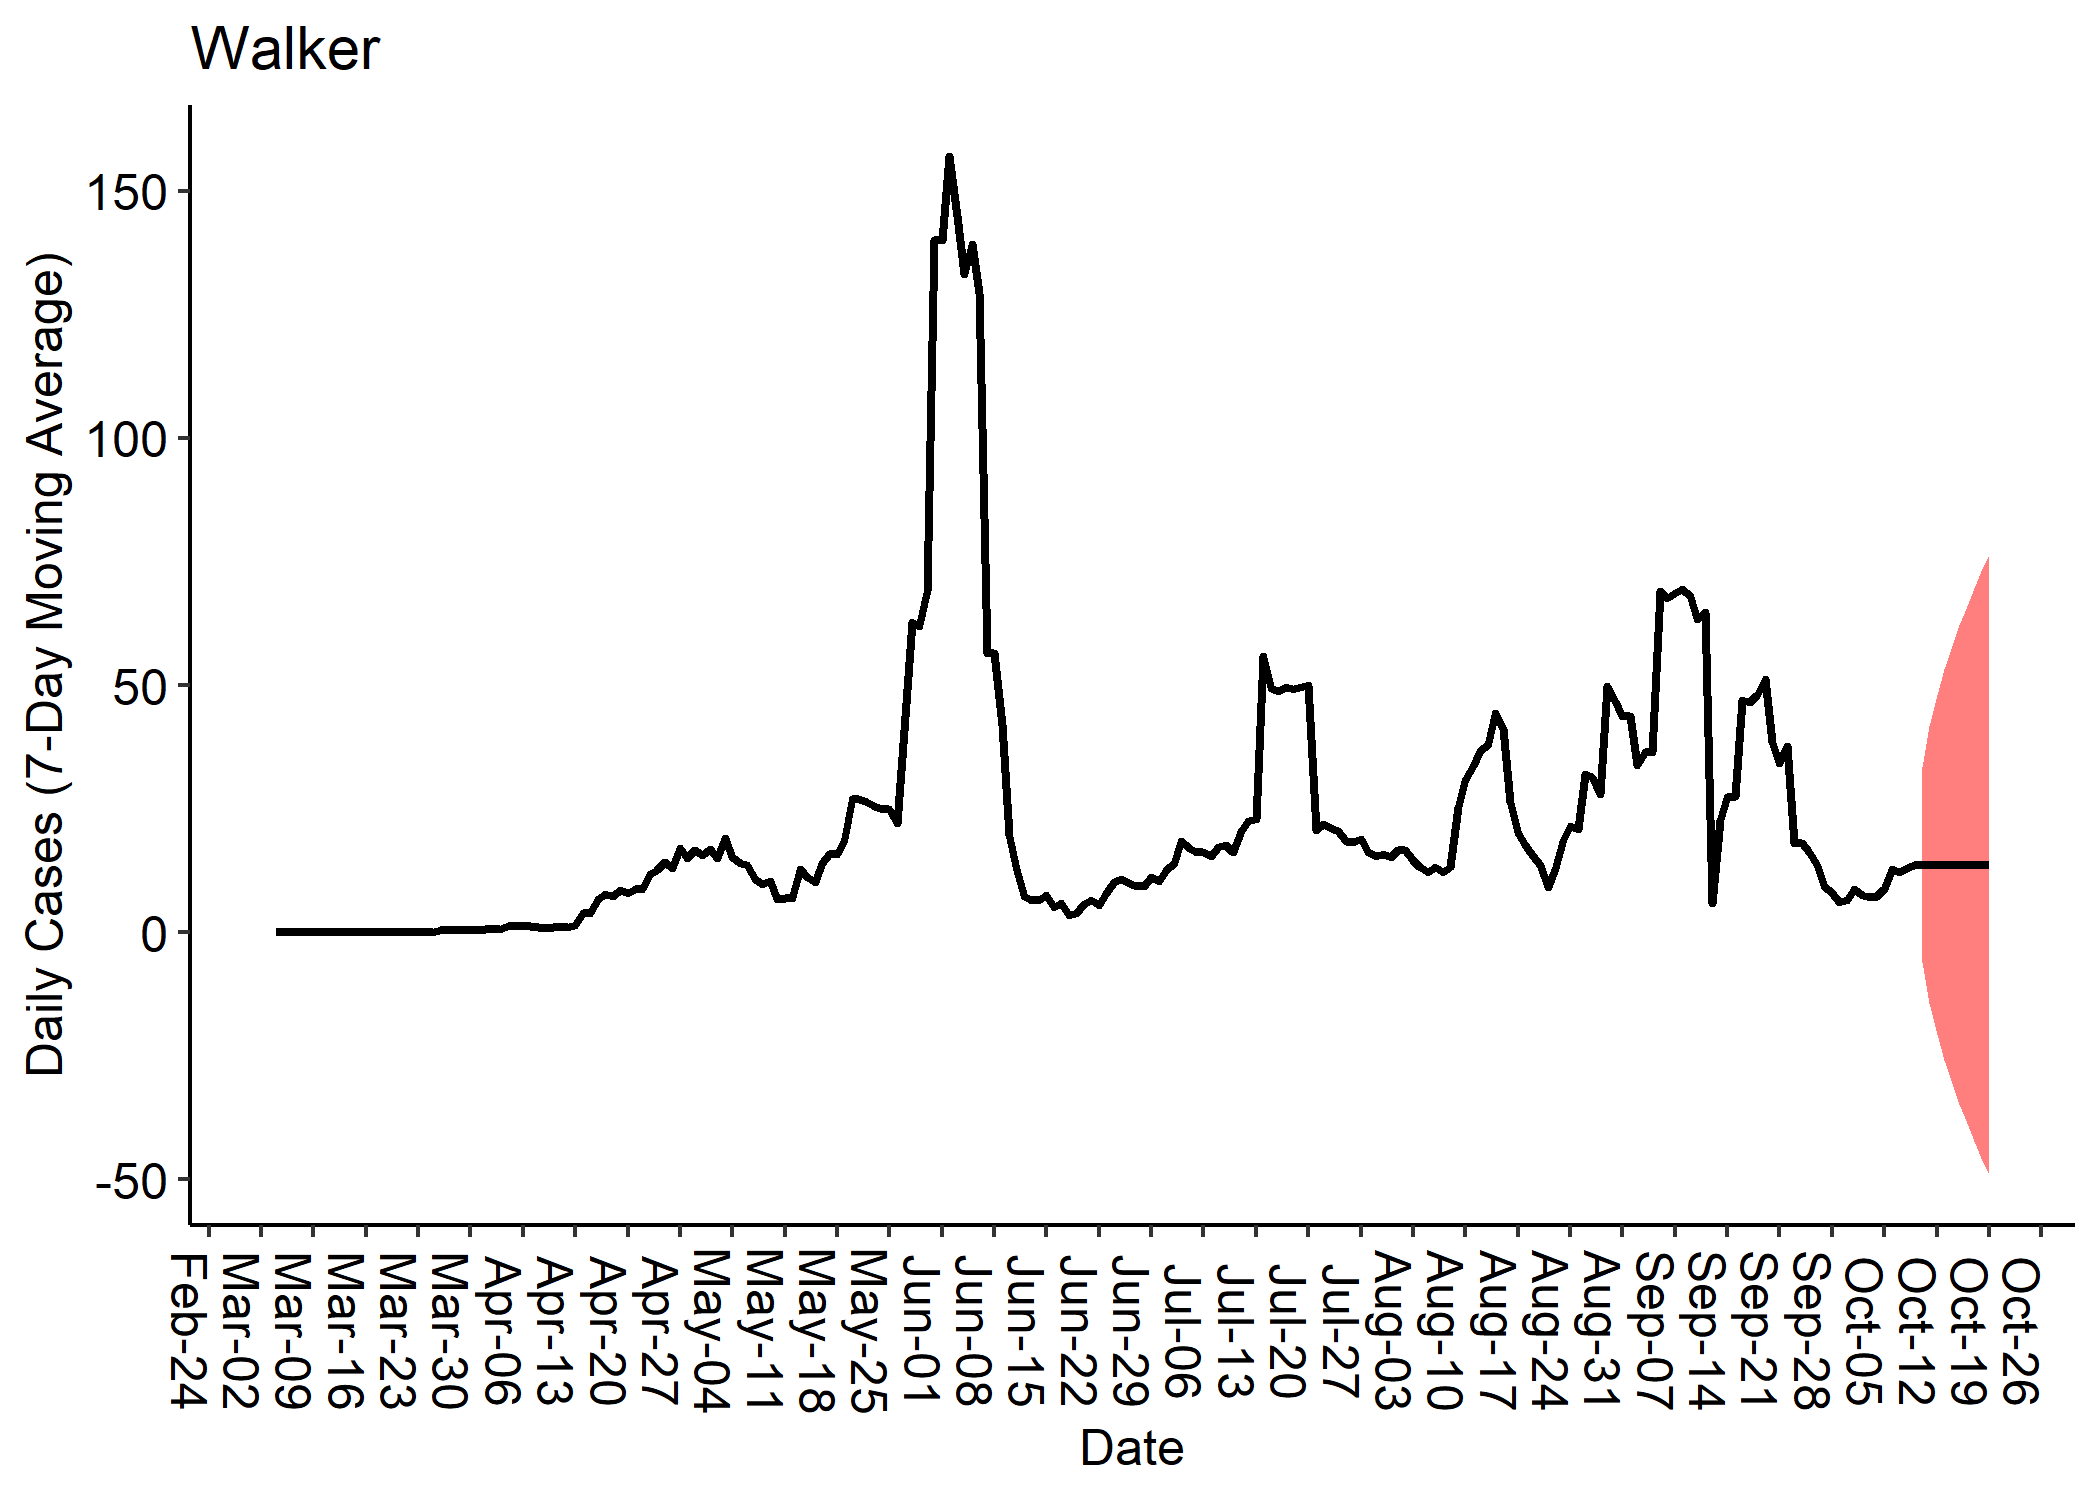 Walker
Daily Cases (7-Day Moving Average)
150
100
50
0
-50
Feb-24
Mar-02
Mar-09
Mar-16
Mar-23
Mar-30
Apr-06
Apr-13
Apr-20
Apr-27
May-04
May-11
May-18
May-25
Jun-01
Jun-08
Jun-15
Jun-22
Jun-29
Jul-06
Jul-13
Jul-20
Jul-27
Aug-03
Aug-10
Aug-17
Aug-24
Aug-31
Sep-07
Sep-14
Sep-21
Sep-28
Oct-05
Oct-12
Oct-19
Oct-26
Date